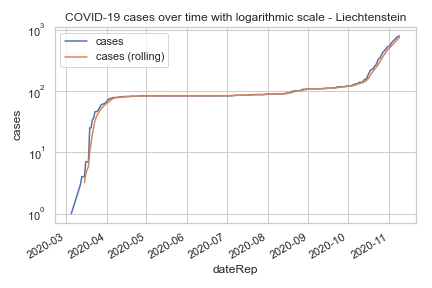 COVID-19 cases over time with logarithmic scale - Liechtenstein
cases
cases (rolling)
10³
10²
10¹
10⁰
cases
2020-03
2020-04
2020-05
2020-06
2020-07
2020-08
2020-09
2020-10
2020-11
dateRep